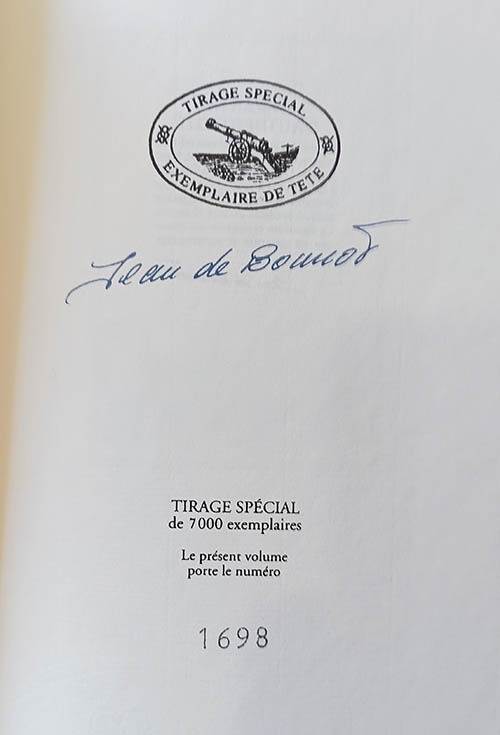 TIRAGE SPECIAL
EXEMPLAIRE DE TETE
Jean de Bonnot
TIRAGE SPÉCIAL
de 7000 exemplaires
Le présent volume
porte le numéro
1698